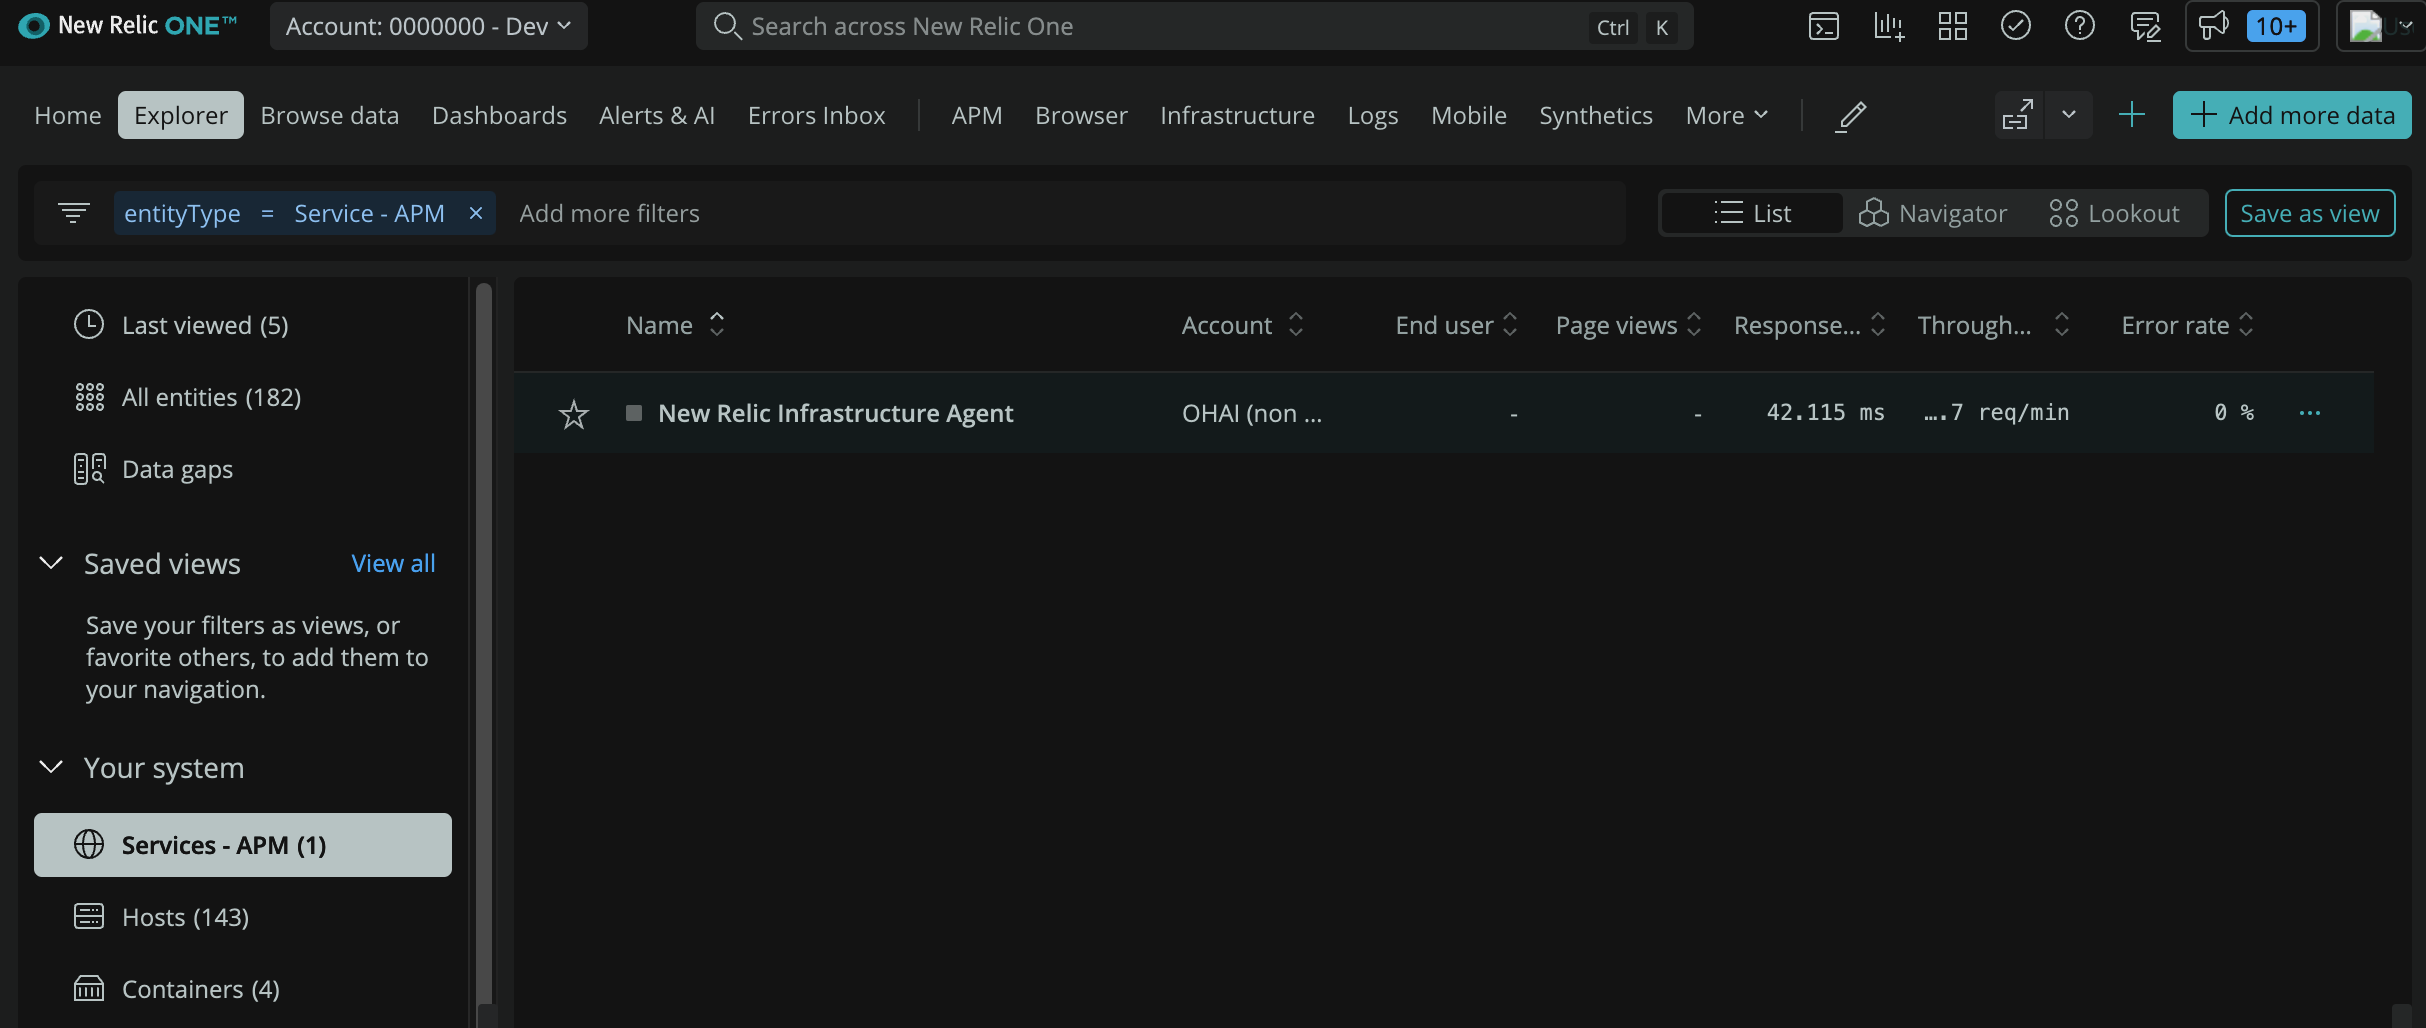 New Relic ONE™
Account: 0000000 - Dev
Search across New Relic One
Ctrl K
10+
Home Explorer Browse data Dashboards Alerts & AI Errors Inbox APM Browser Infrastructure Logs Mobile Synthetics More
Add more data
entityType = Service - APM × Add more filters
List Navigator Lookout Save as view
Last viewed (5)
All entities (182)
Data gaps
Saved views View all
Save your filters as views, or
favorite others, to add them to
your navigation.
Your system
Services - APM (1)
Hosts (143)
Containers (4)
Name Account End user Page views Response... Through... Error rate
New Relic Infrastructure Agent OHAI (non ... - - 42.115 ms ….7 req/min 0 % ...